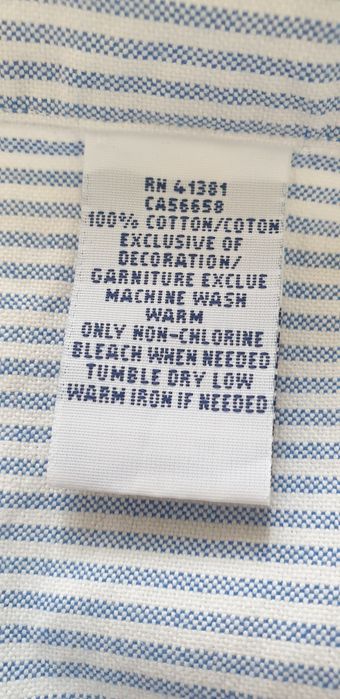 RN 41381
CA56658
100% COTTON/COTON
EXCLUSIVE OF
DECORATION/
GARNITURE EXCLUE
MACHINE WASH
WARM
ONLY NON-CHLORINE
BLEACH WHEN NEEDED
TUMBLE DRY LOW
WARM IRON IF NEEDED